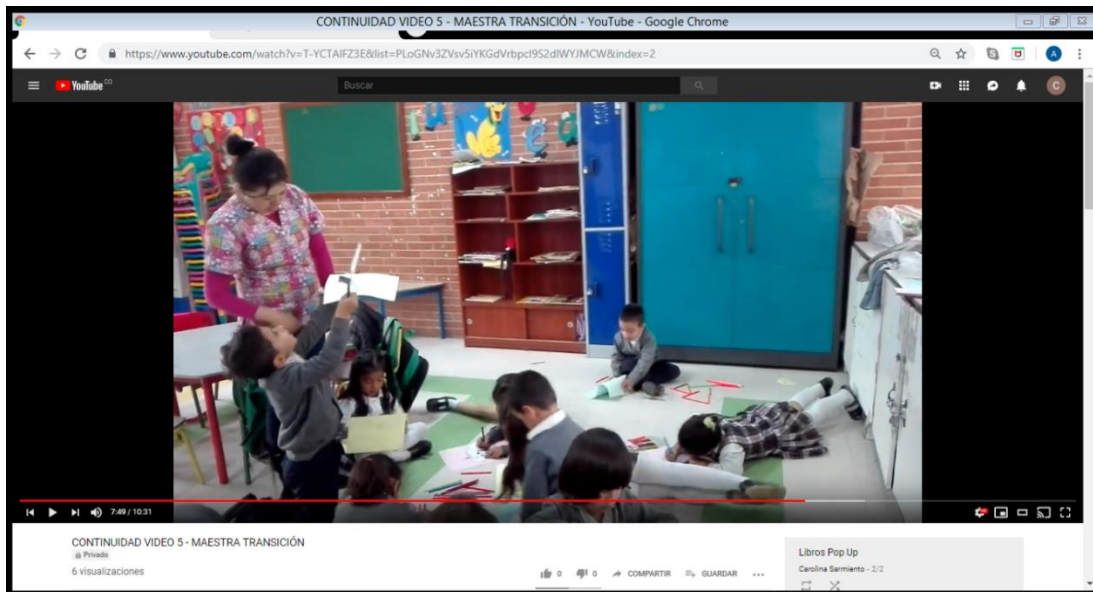 CONTINUIDAD VIDEO 5 - MAESTRA TRANSICIÓN - YouTube - Google Chrome
https://www.youtube.com/watch?v=T-YCTAIFZ3E&list=PLoGNv3ZVsv5iYKGdVrbpcI9S2dIWYJMCW&index=2
A
YouTube CO
Buscar
C
7:49 / 10:31
CONTINUIDAD VIDEO 5 - MAESTRA TRANSICIÓN
Privado
6 visualizaciones
0
0
COMPARTIR
GUARDAR
Libros Pop Up
Carolina Sarmiento - 2/2